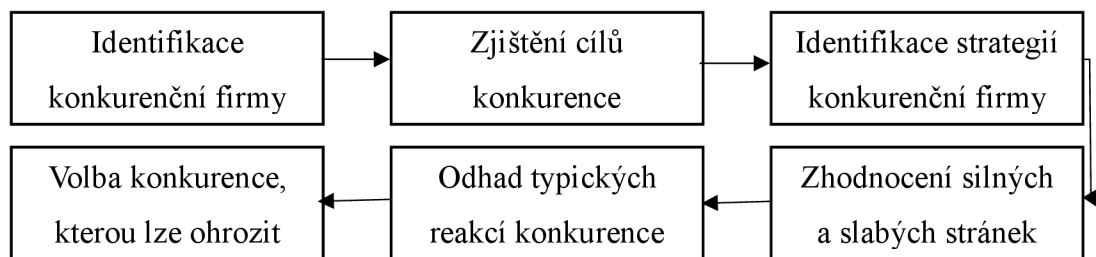 Identifikace
konkurenční firmy
Zjištění cílů
konkurence
Identifikace strategií
konkurenční firmy
Zhodnocení silných
a slabých stránek
Odhad typických
reakcí konkurence
Volba konkurence,
kterou lze ohrozit